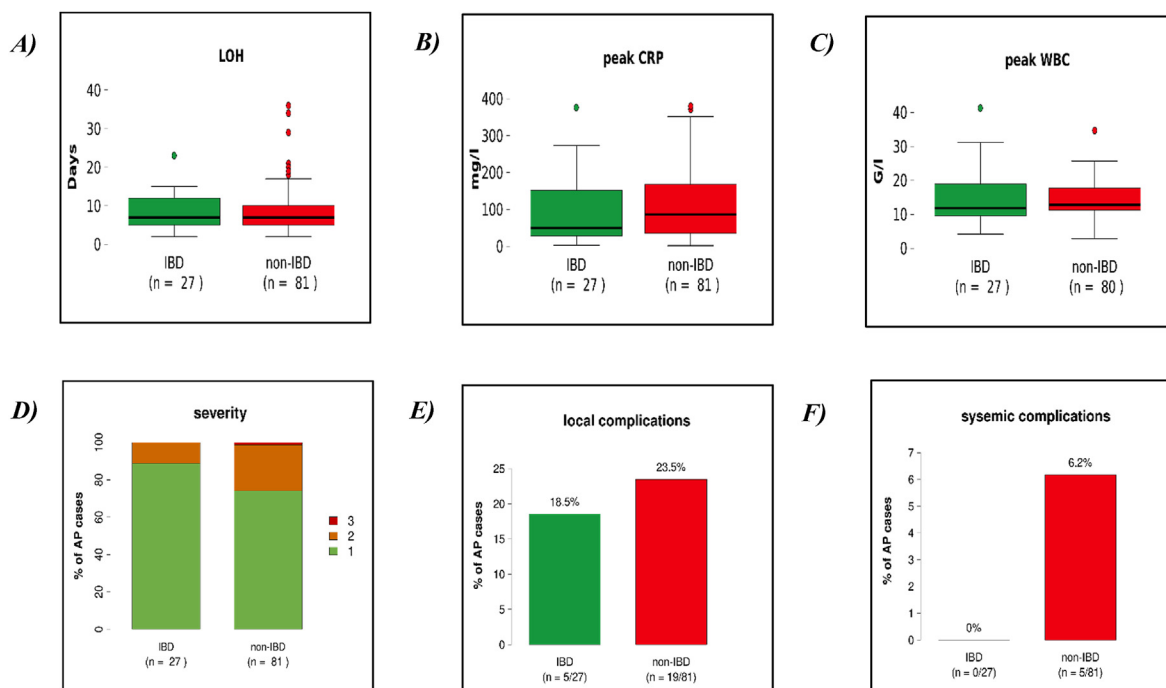 A)
LOH
40
30
20
10
0
Days
IBD
(n = 27 )
non-IBD
(n = 81 )
B)
peak CRP
400
300
200
100
0
mg/l
IBD
(n = 27 )
non-IBD
(n = 81 )
C)
peak WBC
40
30
20
10
0
G/l
IBD
(n = 27 )
non-IBD
(n = 80 )
D)
severity
100
80
60
40
20
0
% of AP cases
3
2
1
IBD
(n = 27 )
non-IBD
(n = 81 )
E)
local complications
25
20
15
10
5
0
% of AP cases
18.5%
23.5%
IBD
(n = 5/27)
non-IBD
(n = 19/81)
F)
sysemic complications
7
6
5
4
3
2
1
0
% of AP cases
0%
6.2%
IBD
(n = 0/27)
non-IBD
(n = 5/81)